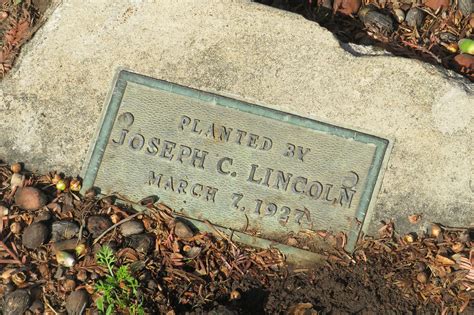 PLANTED BY
JOSEPH C. LINCOLN
MARCH 7, 1927